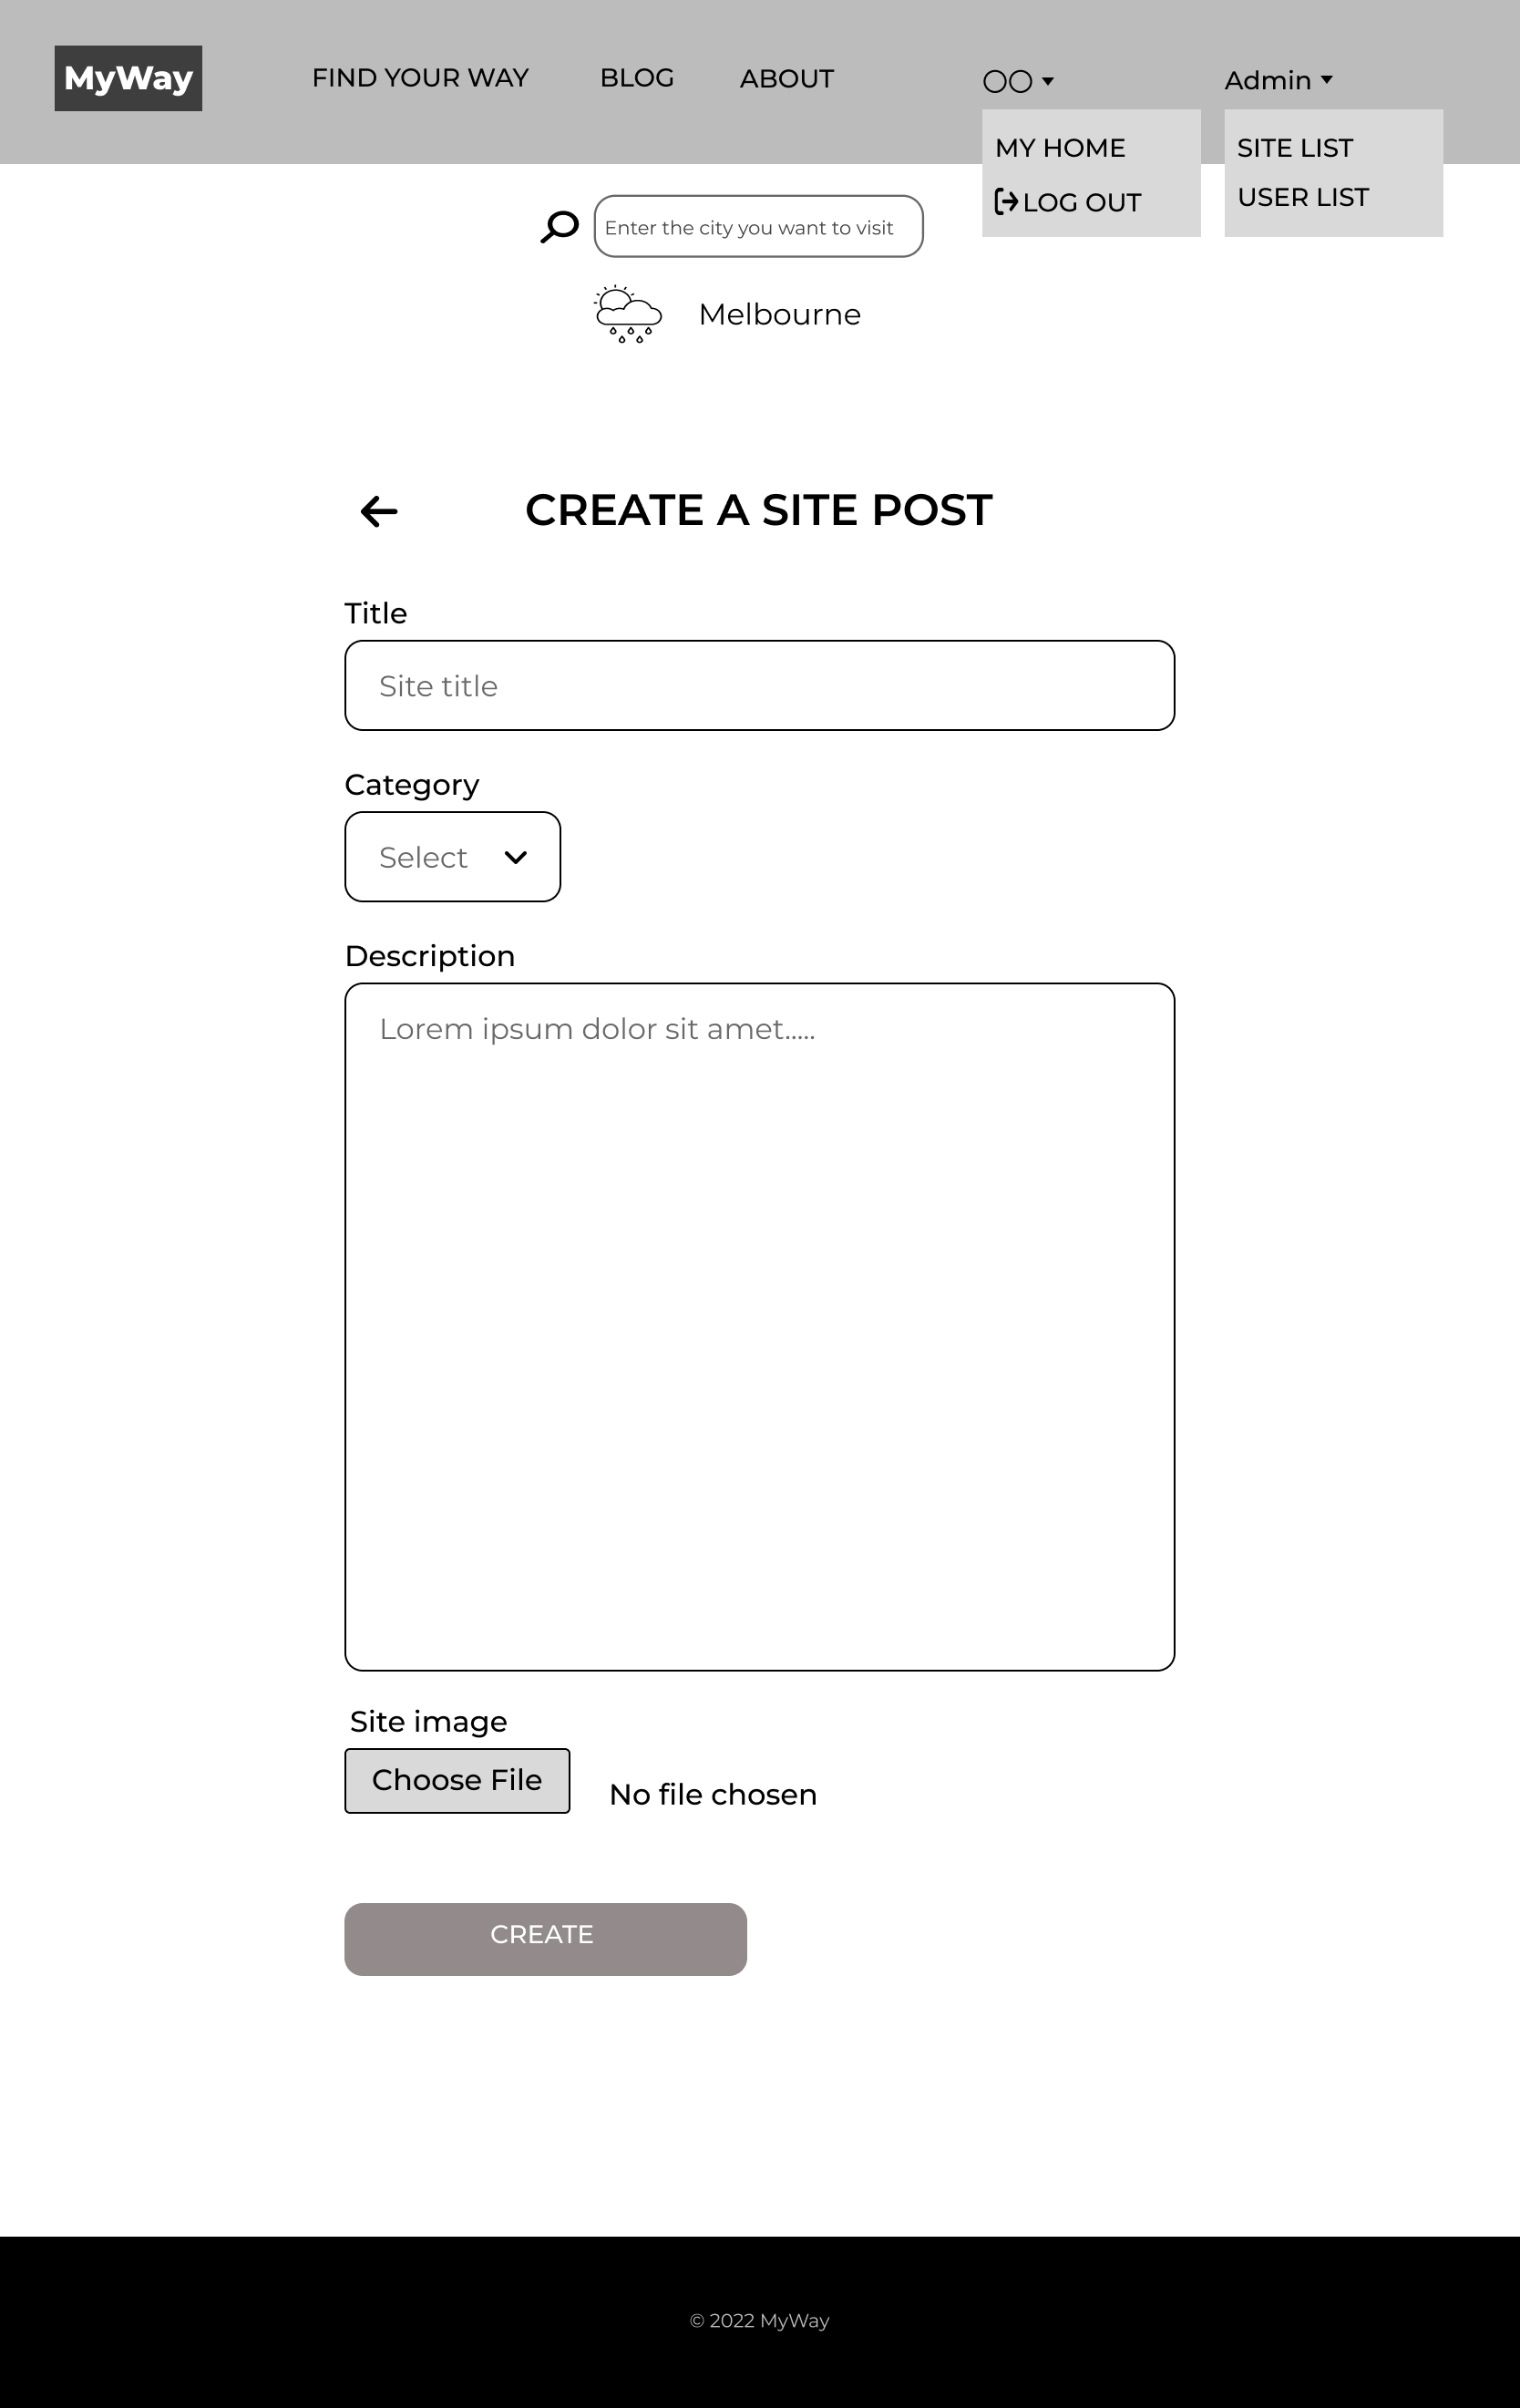 MyWay
FIND YOUR WAY
BLOG
ABOUT
○○
Admin
MY HOME
LOG OUT
SITE LIST
USER LIST
Enter the city you want to visit
Melbourne
CREATE A SITE POST
Title
Site title
Category
Select
Description
Lorem ipsum dolor sit amet.....
Site image
Choose File
No file chosen
CREATE
© 2022 MyWay